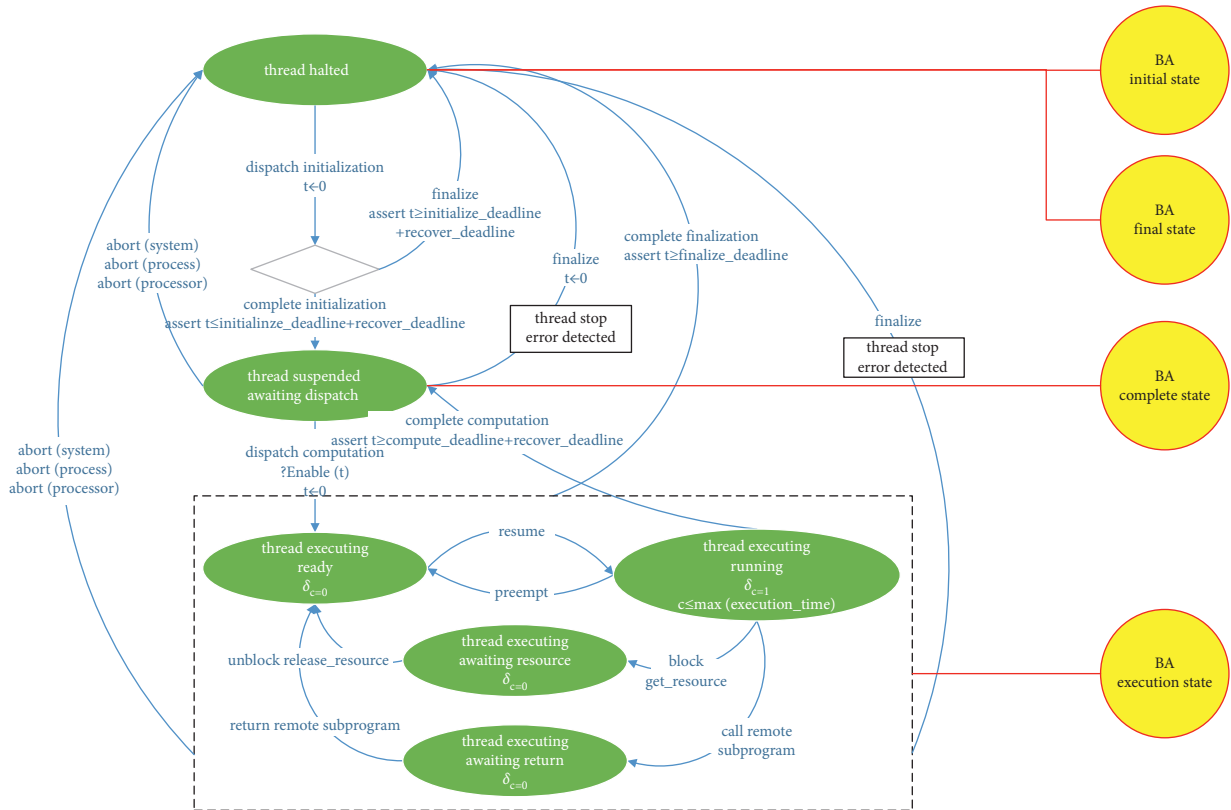 thread halted
BA
initial state
dispatch initialization
t←0
finalize
assert t≥initialize_deadline
+recover_deadline
BA
final state
abort (system)
abort (process)
abort (processor)
complete finalization
assert t≥finalize_deadline
finalize
t←0
complete initialization
assert t≤initialinze_deadline+recover_deadline
thread stop
error detected
finalize
thread stop
error detected
thread suspended
awaiting dispatch
BA
complete state
complete computation
assert t≥compute_deadline+recover_deadline
dispatch computation
?Enable (t)
t←0
abort (system)
abort (process)
abort (processor)
thread executing
ready
δc=0
resume
preempt
thread executing
running
δc=1
c≤max (execution_time)
unblock release_resource
thread executing
awaiting resource
δc=0
block
get_resource
BA
execution state
return remote subprogram
thread executing
awaiting return
δc=0
call remote
subprogram